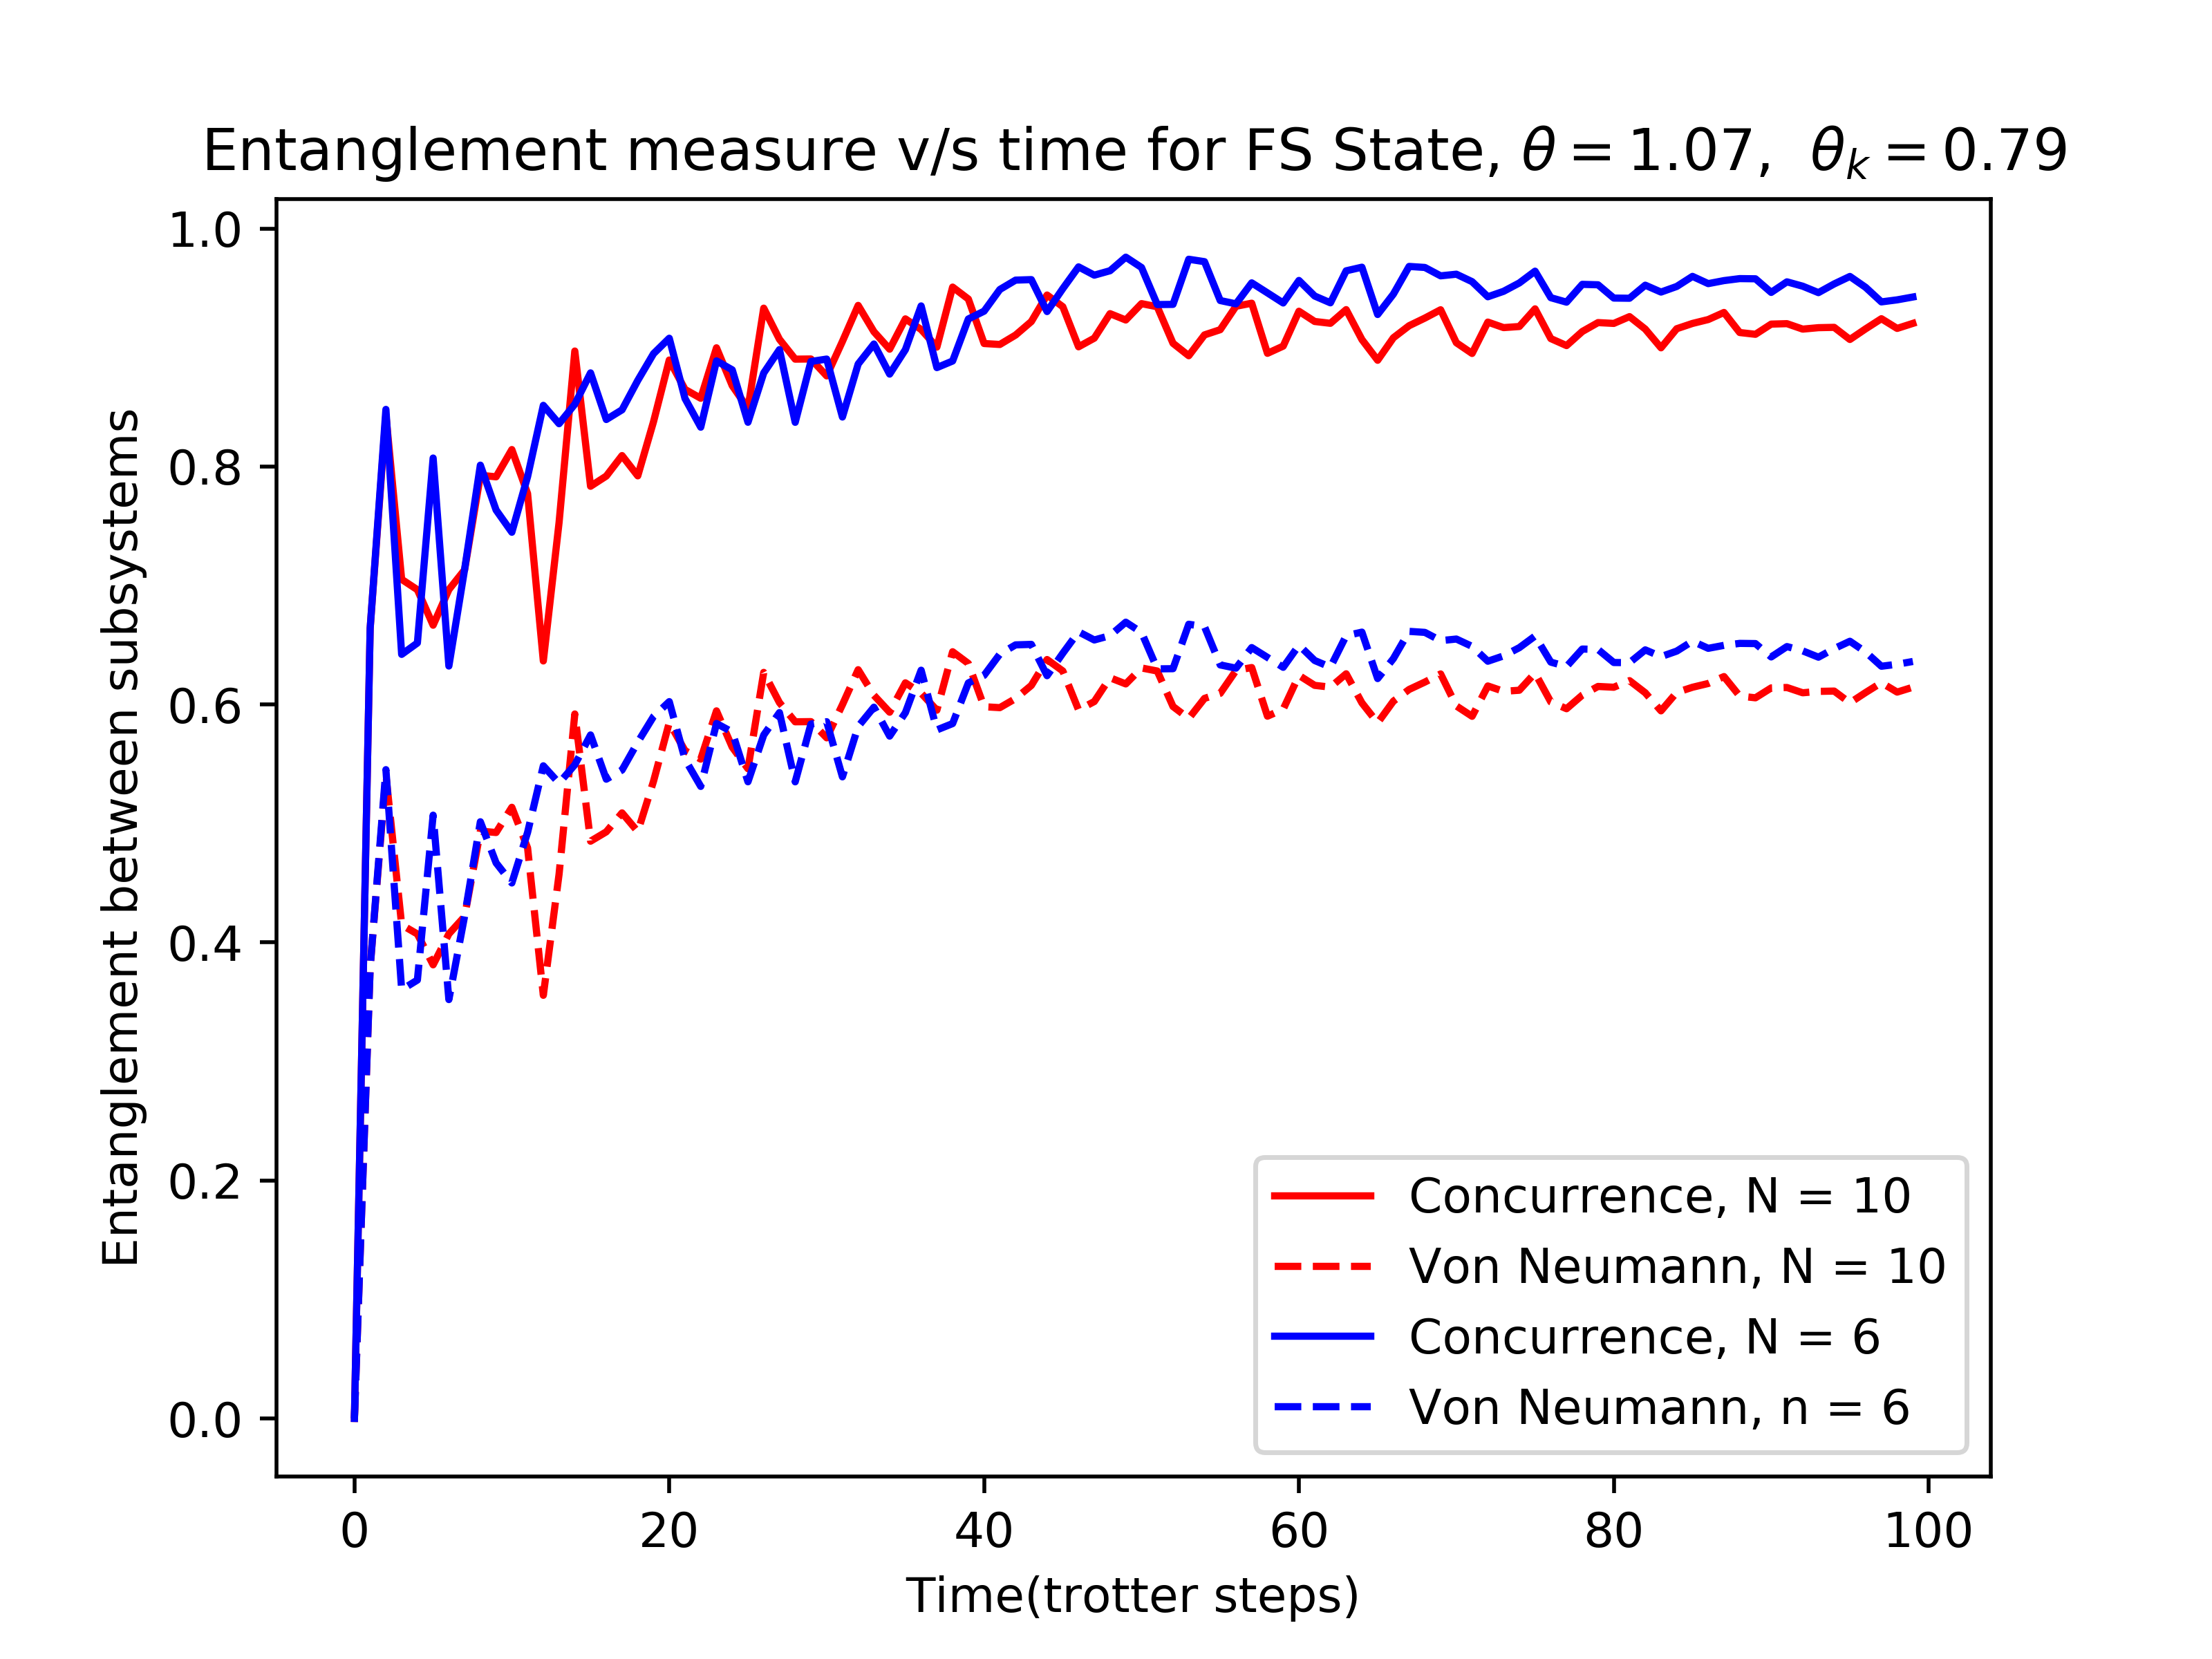 Entanglement measure v/s time for FS State, θ = 1.07, θₖ = 0.79
Entanglement between subsystems
1.0
0.8
0.6
0.4
0.2
0.0
Concurrence, N = 10
Von Neumann, N = 10
Concurrence, N = 6
Von Neumann, n = 6
0 20 40 60 80 100
Time(trotter steps)